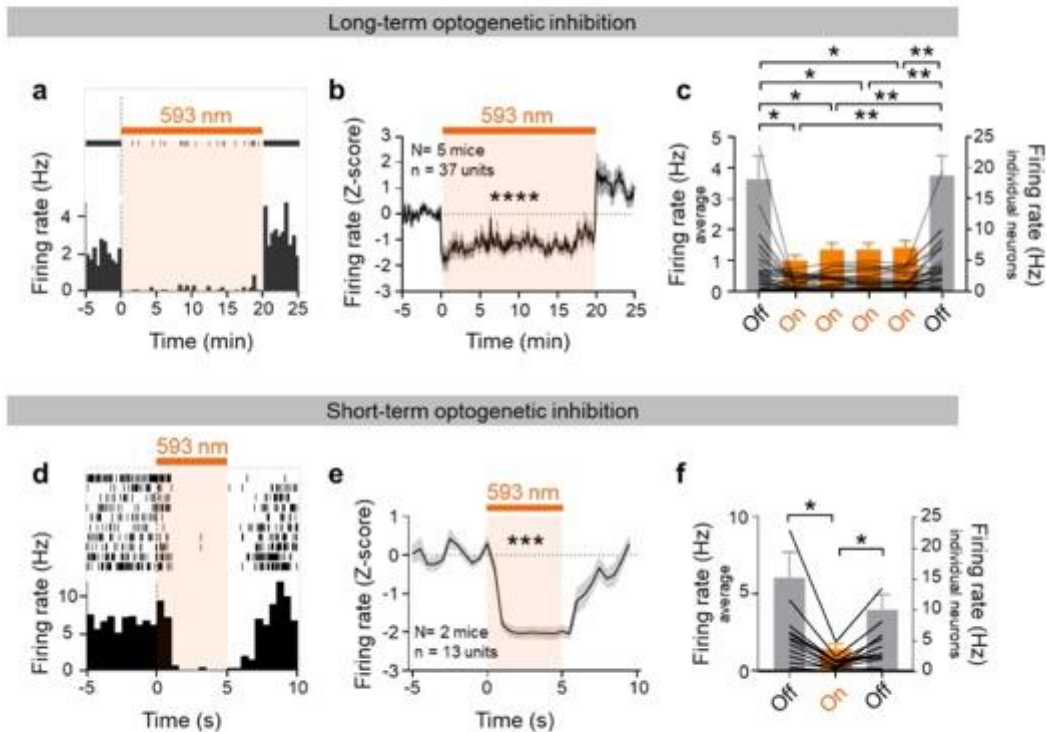 Long-term optogenetic inhibition
a
593 nm
Firing rate (Hz)
4
2
0
-5 0 5 10 15 20 25
Time (min)
b
593 nm
N= 5 mice
n = 37 units
****
Firing rate (Z-score)
3
2
1
0
-1
-2
-3
-5 0 5 10 15 20 25
Time (min)
c
* **
* **
* **
* **
Firing rate (Hz)
average
5
4
3
2
1
0
25
20
15
10
5
0
Firing rate (Hz)
individual neurons
Off On On On On Off
Short-term optogenetic inhibition
d
593 nm
Firing rate (Hz)
10
5
0
-5 0 5 10
Time (s)
e
593 nm
***
N= 2 mice
n = 13 units
Firing rate (Z-score)
1
0
-1
-2
-3
-5 0 5 10
Time (s)
f
*
*
Firing rate (Hz)
average
10
5
0
25
20
15
10
5
0
Firing rate (Hz)
individual neurons
Off On Off